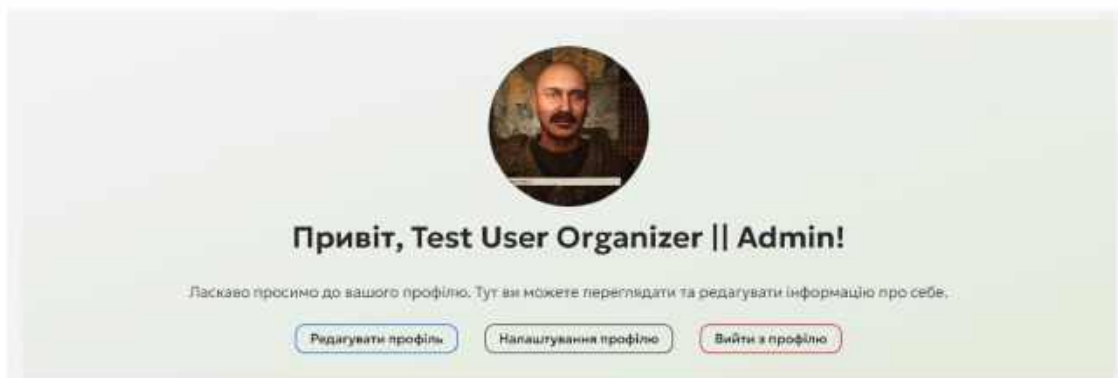 Привіт, Test User Organizer || Admin!
Ласкаво просимо до вашого профілю. Тут ви можете переглядати та редагувати інформацію про себе.
Редагувати профіль
Налаштування профілю
Вийти з профілю